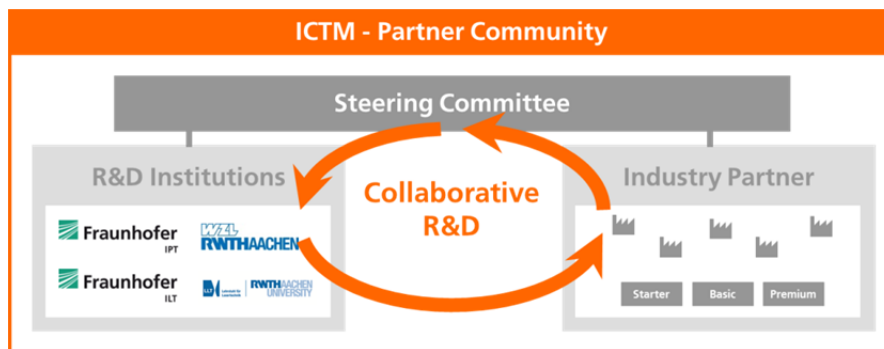 ICTM - Partner Community
Steering Committee
R&D Institutions
Collaborative
R&D
Industry Partner
Fraunhofer
IPT
WZL
RWTHAACHEN
Fraunhofer
ILT
LLT
RWTHAACHEN
UNIVERSITY
Starter
Basic
Premium